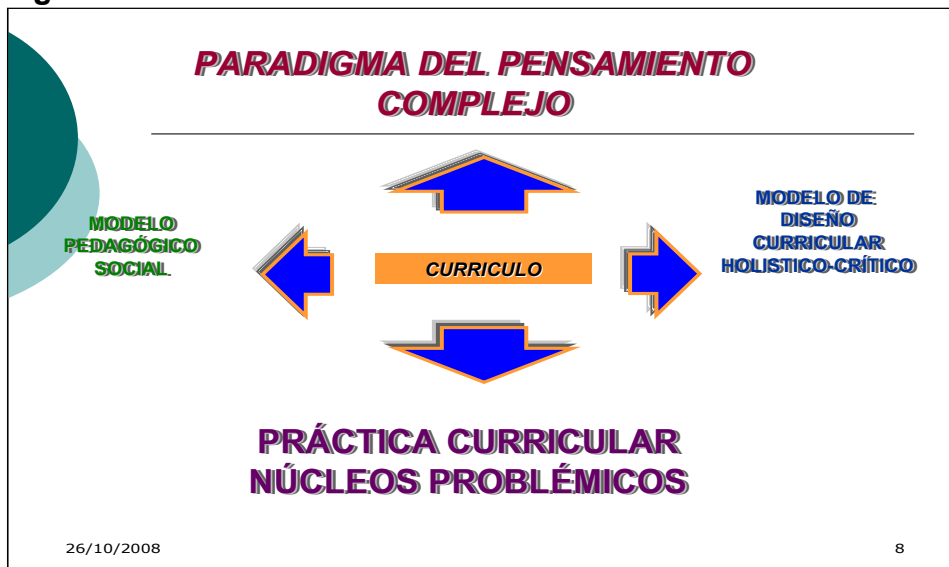 PARADIGMA DEL PENSAMIENTO
COMPLEJO
MODELO
PEDAGÓGICO
SOCIAL
CURRICULO
MODELO DE
DISEÑO
CURRICULAR
HOLISTICO-CRÍTICO
PRÁCTICA CURRICULAR
NÚCLEOS PROBLÉMICOS
26/10/2008
8